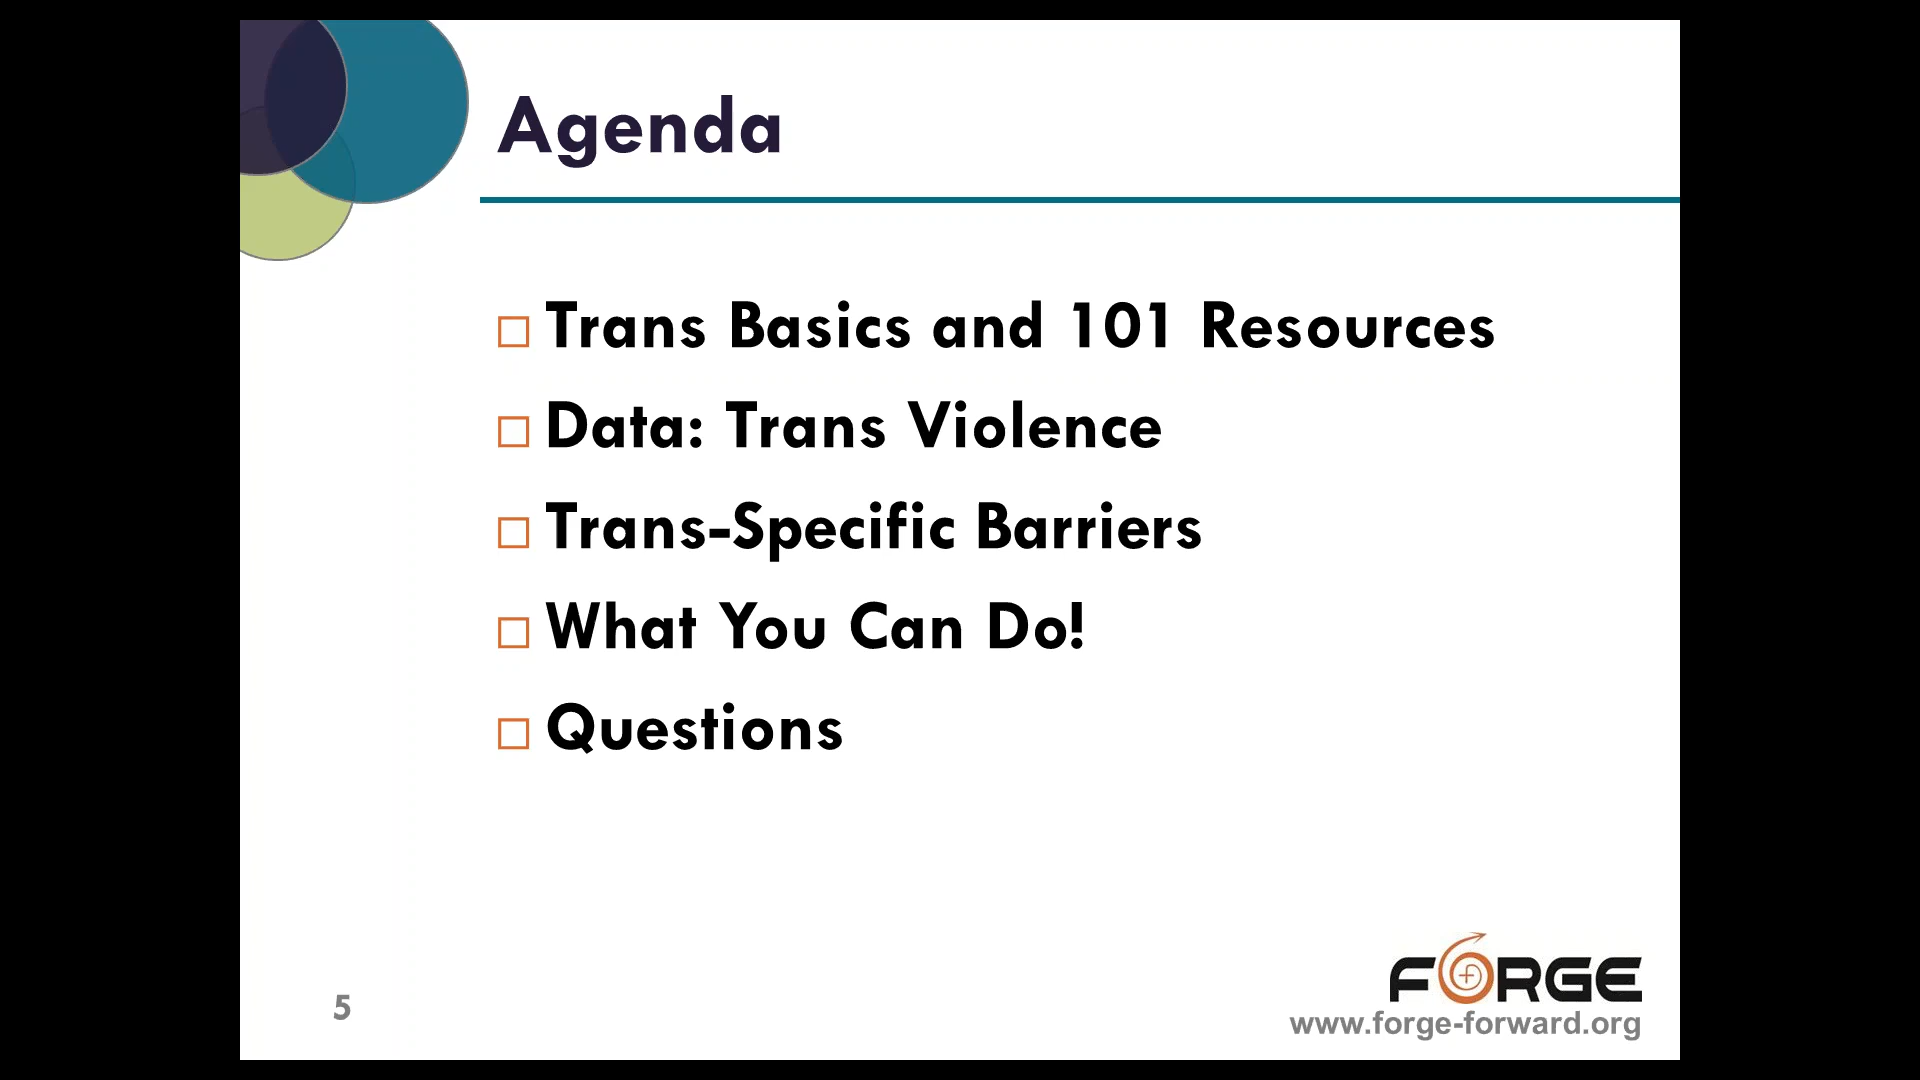 Agenda
Trans Basics and 101 Resources
Data: Trans Violence
Trans-Specific Barriers
What You Can Do!
Questions
5
FORGE
www.forge-forward.org